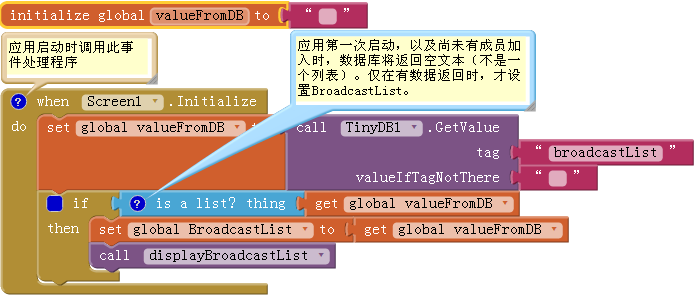 initialize global valueFromDB to “ ”
应用启动时调用此事
件处理程序
应用第一次启动，以及尚未有成员加
入时，数据库将返回空文本（不是一
个列表）。仅在有数据返回时，才设
置BroadcastList。
? when Screen1 .Initialize
do set global valueFromDB t call TinyDB1 .GetValue
tag “ broadcastList ”
valueIfTagNotThere “ ”
if ? is a list? thing get global valueFromDB
then set global BroadcastList to get global valueFromDB
call displayBroadcastList